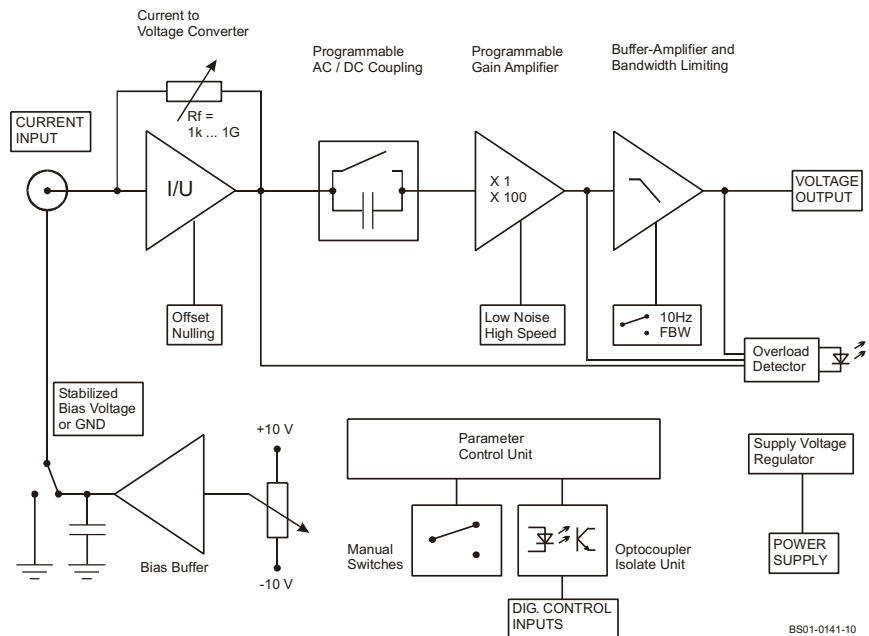 Current to
Voltage Converter
Programmable
AC / DC Coupling
Programmable
Gain Amplifier
Buffer-Amplifier and
Bandwidth Limiting
CURRENT
INPUT
Rf =
1k ... 1G
I/U
X 1
X 100
VOLTAGE
OUTPUT
Offset
Nulling
Low Noise
High Speed
10Hz
FBW
Overload
Detector
Stabilized
Bias Voltage
or GND
+10 V
-10 V
Bias Buffer
Parameter
Control Unit
Manual
Switches
Optocoupler
Isolate Unit
DIG. CONTROL
INPUTS
Supply Voltage
Regulator
POWER
SUPPLY
BS01-0141-10